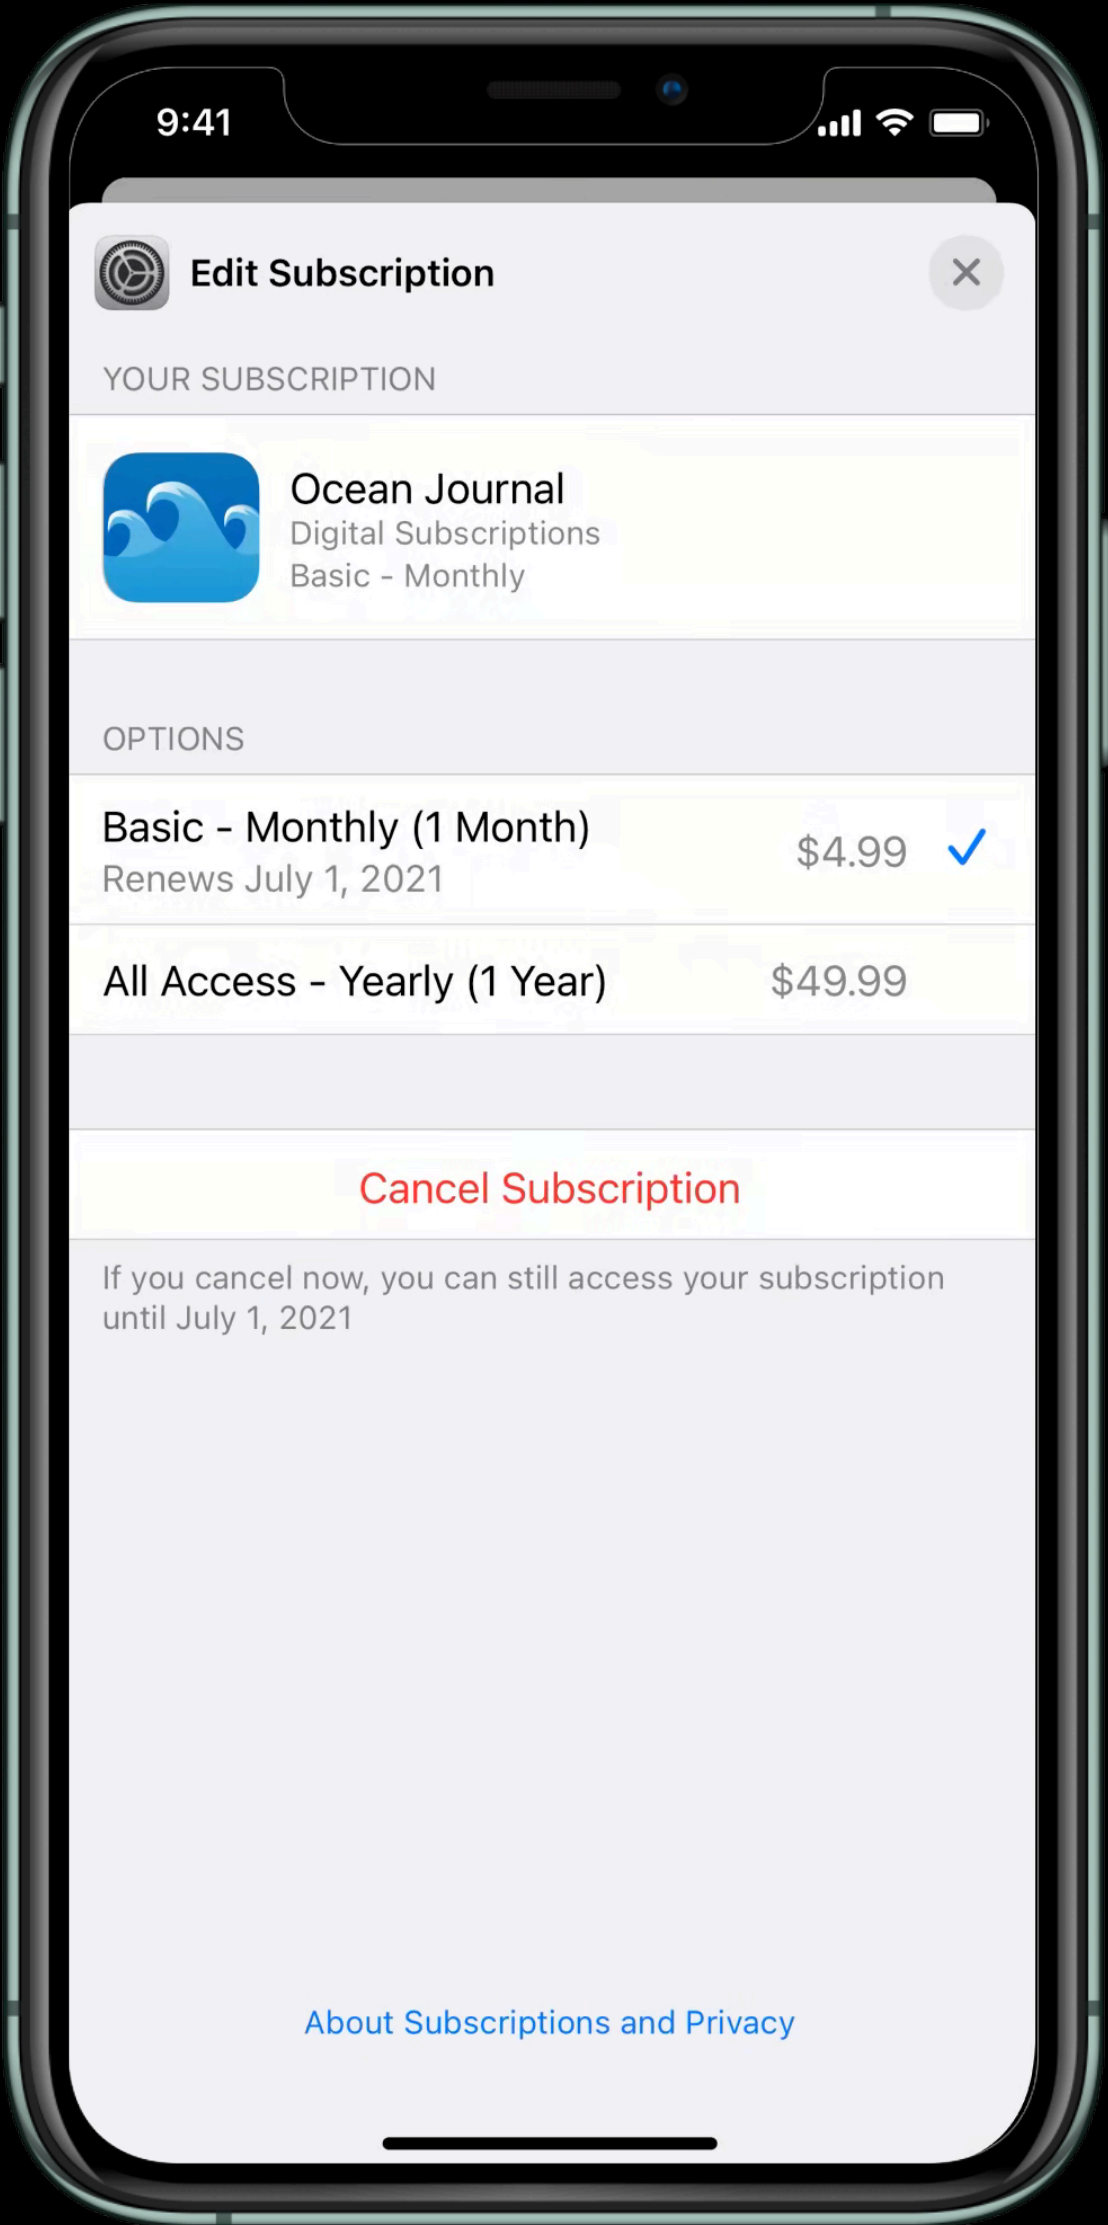 9:41
Edit Subscription
YOUR SUBSCRIPTION
Ocean Journal
Digital Subscriptions
Basic - Monthly
OPTIONS
Basic - Monthly (1 Month)
$4.99
Renews July 1, 2021
All Access - Yearly (1 Year)
$49.99
Cancel Subscription
If you cancel now, you can still access your subscription
until July 1, 2021
About Subscriptions and Privacy